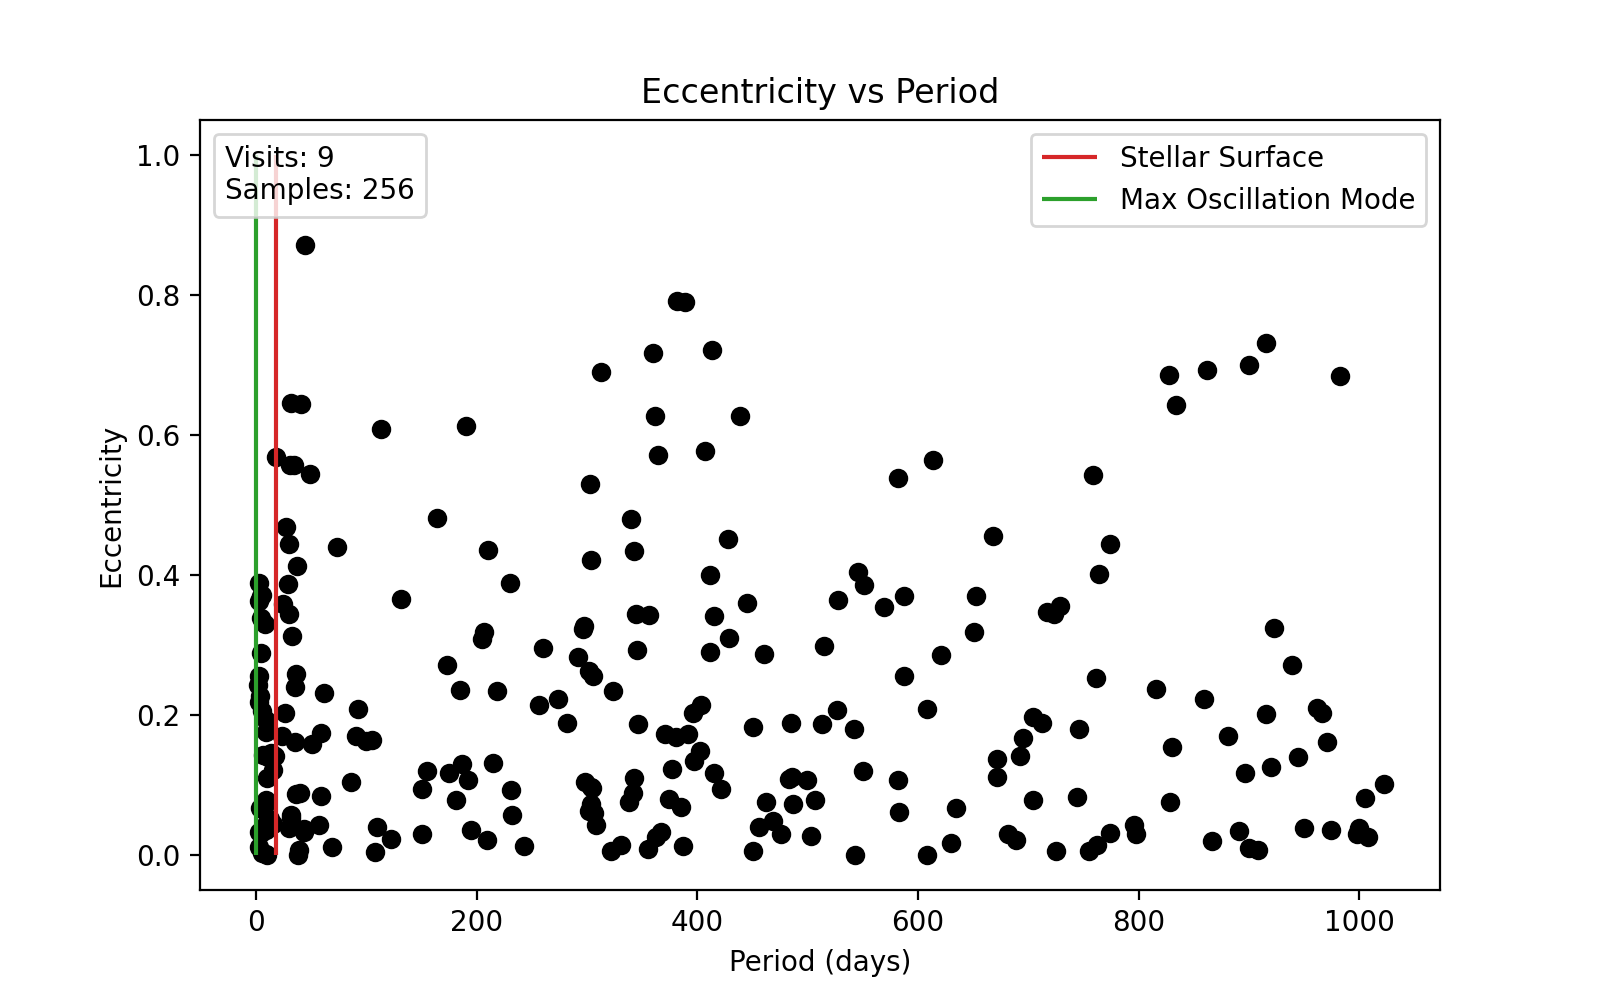 Eccentricity vs Period
Visits: 9
Samples: 256
Stellar Surface
Max Oscillation Mode
Eccentricity
1.0
0.8
0.6
0.4
0.2
0.0
0
200
400
600
800
1000
Period (days)